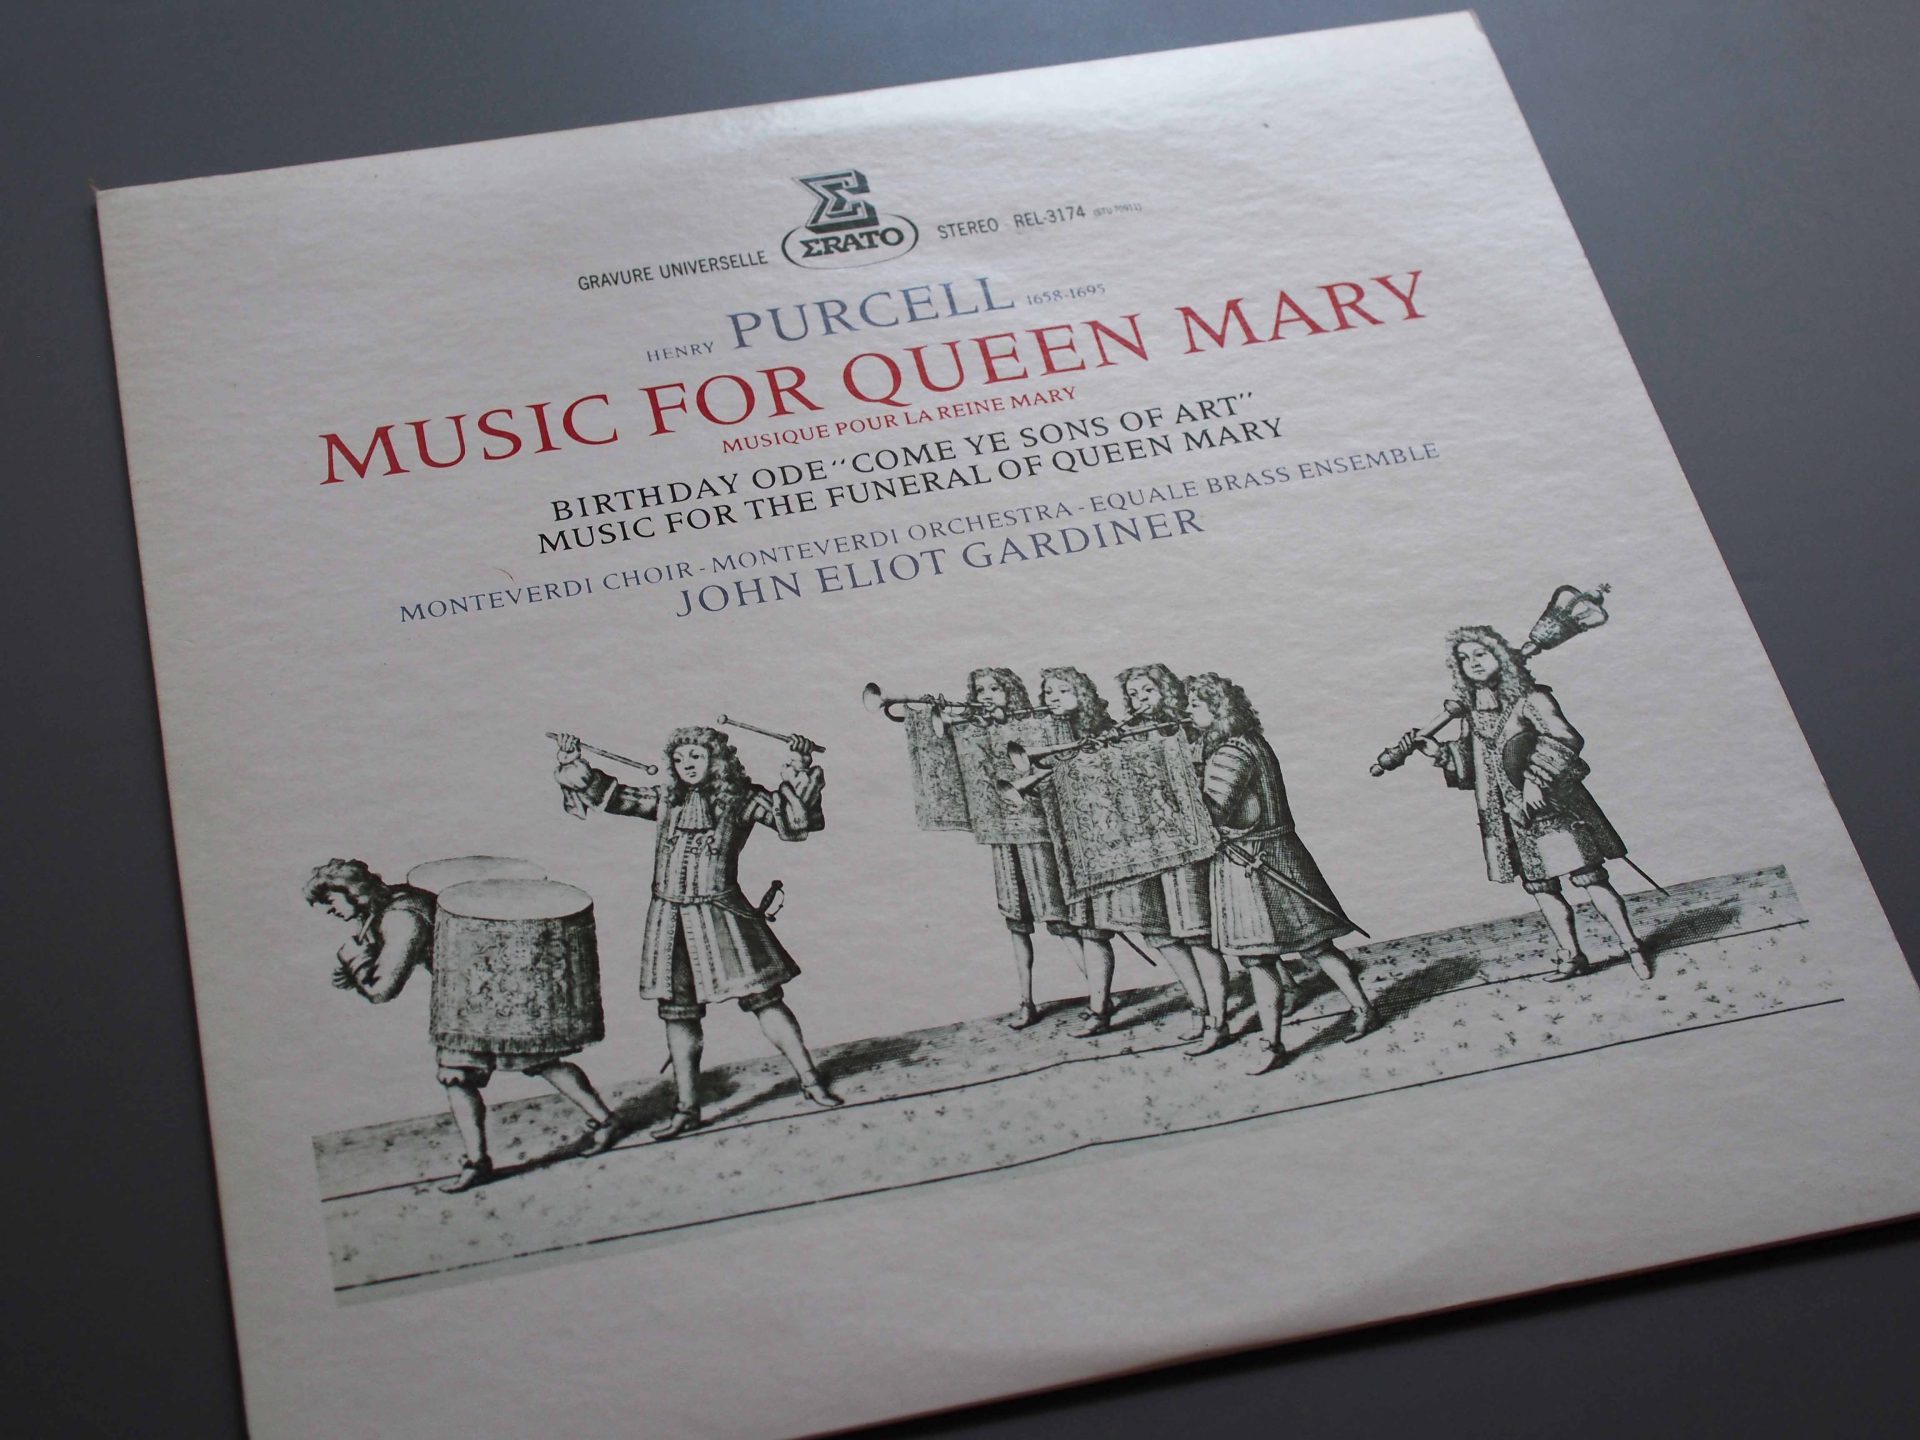 ΣRATO
GRAVURE UNIVERSELLE STEREO REL-3174 (STU 70911)
HENRY PURCELL 1658-1695
MUSIC FOR QUEEN MARY
MUSIQUE POUR LA REINE MARY
BIRTHDAY ODE "COME YE SONS OF ART"
MUSIC FOR THE FUNERAL OF QUEEN MARY
MONTEVERDI CHOIR - MONTEVERDI ORCHESTRA - EQUALE BRASS ENSEMBLE
JOHN ELIOT GARDINER